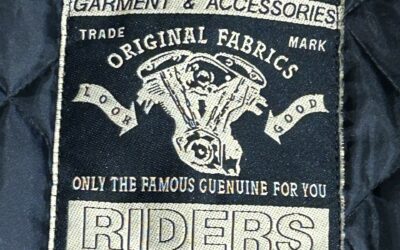 GARMENT & ACCESSORIES
TRADE MARK
ORIGINAL FABRICS
LOOK GOOD
ONLY THE FAMOUS GUENUINE FOR YOU
RIDERS